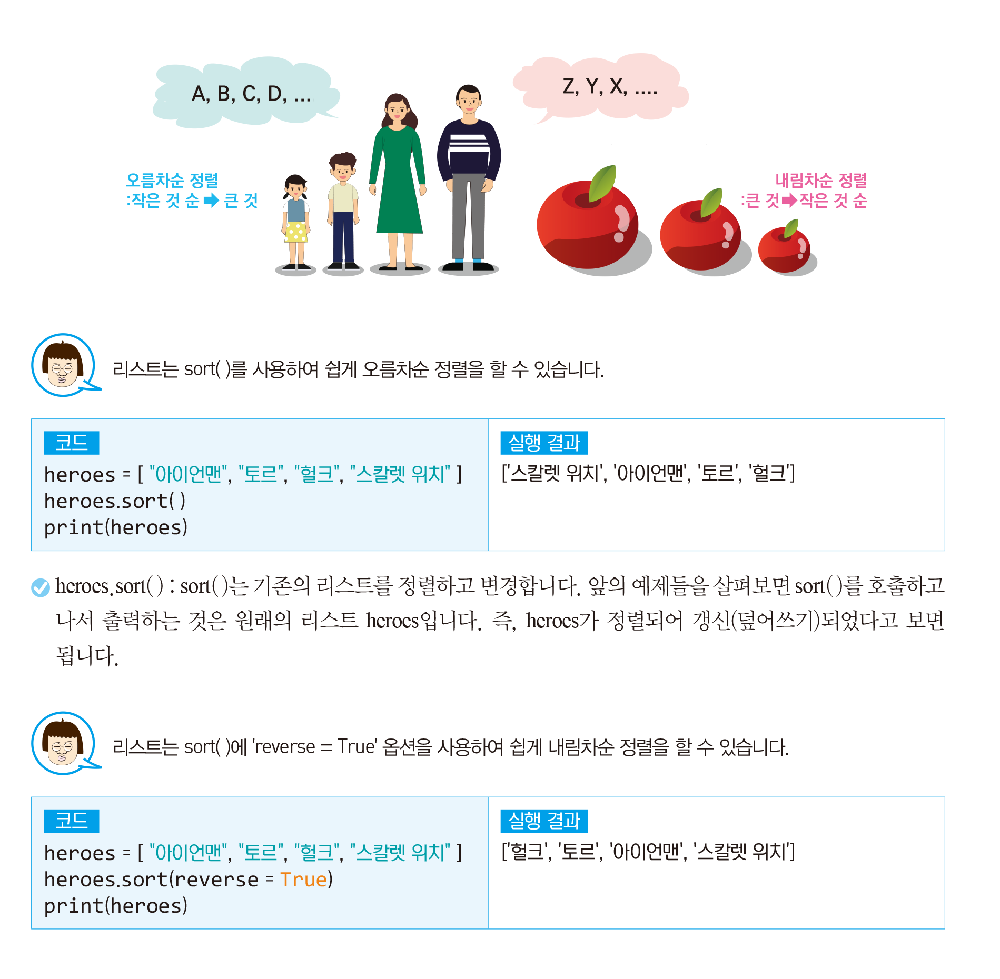 A, B, C, D, ...
Z, Y, X, ....
오름차순 정렬
:작은 것 순 ➡ 큰 것
내림차순 정렬
:큰 것 ➡ 작은 것 순
리스트는 sort( )를 사용하여 쉽게 오름차순 정렬을 할 수 있습니다.
코드
heroes = [ "아이언맨", "토르", "헐크", "스칼렛 위치" ]
heroes.sort( )
print(heroes)
실행 결과
['스칼렛 위치', '아이언맨', '토르', '헐크']
heroes.sort( ) : sort( )는 기존의 리스트를 정렬하고 변경합니다. 앞의 예제들을 살펴보면 sort( )를 호출하고
나서 출력하는 것은 원래의 리스트 heroes입니다. 즉, heroes가 정렬되어 갱신(덮어쓰기)되었다고 보면
됩니다.
리스트는 sort( )에 'reverse = True' 옵션을 사용하여 쉽게 내림차순 정렬을 할 수 있습니다.
코드
heroes = [ "아이언맨", "토르", "헐크", "스칼렛 위치" ]
heroes.sort(reverse = True)
print(heroes)
실행 결과
['헐크', '토르', '아이언맨', '스칼렛 위치']